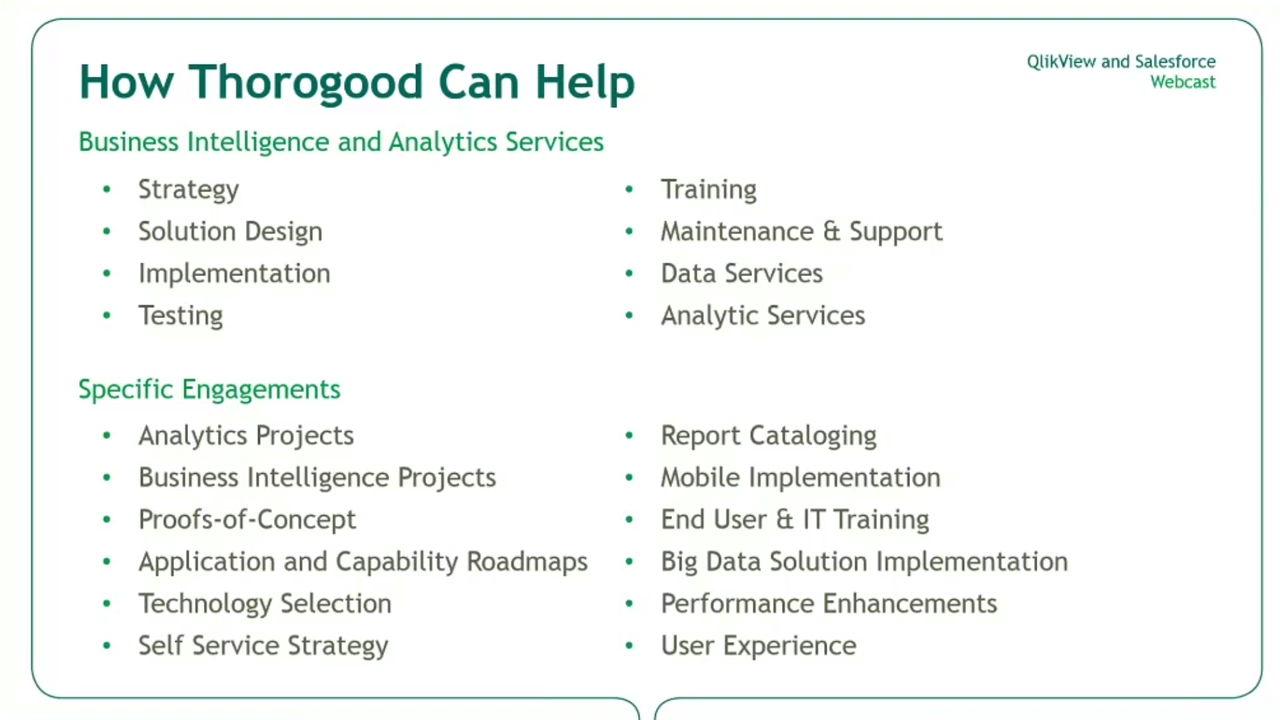 How Thorogood Can Help
QlikView and Salesforce
Webcast
Business Intelligence and Analytics Services
• Strategy
• Solution Design
• Implementation
• Testing
• Training
• Maintenance & Support
• Data Services
• Analytic Services
Specific Engagements
• Analytics Projects
• Business Intelligence Projects
• Proofs-of-Concept
• Application and Capability Roadmaps
• Technology Selection
• Self Service Strategy
• Report Cataloging
• Mobile Implementation
• End User & IT Training
• Big Data Solution Implementation
• Performance Enhancements
• User Experience